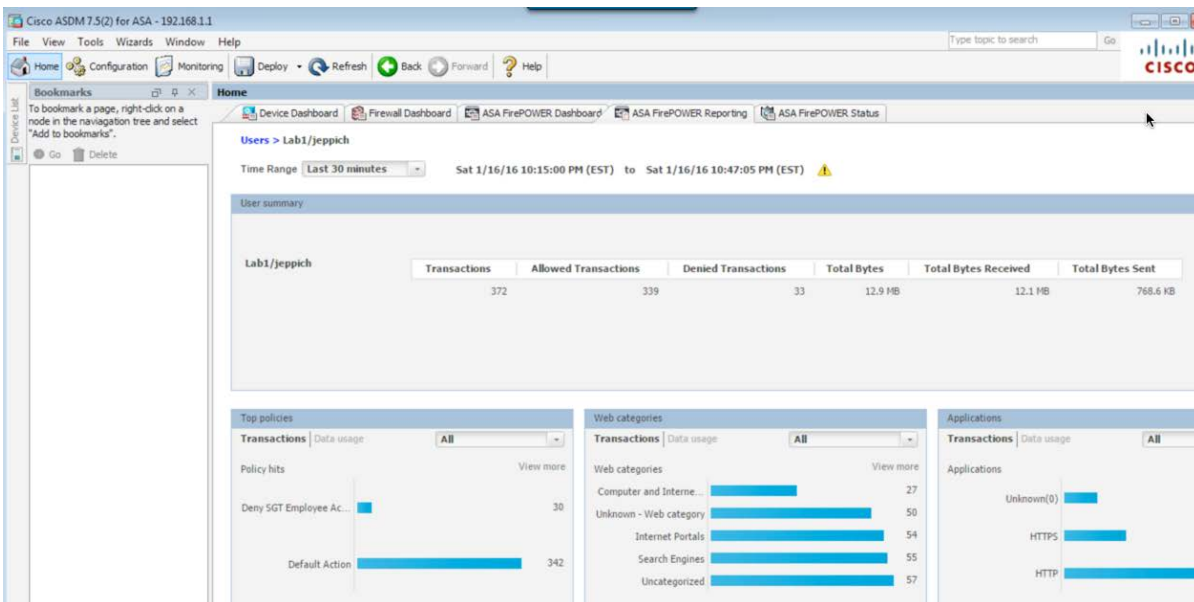 Cisco ASDM 7.5(2) for ASA - 192.168.1.1
File View Tools Wizards Window Help
Type topic to search Go
Home Configuration Monitoring Deploy Refresh Back Forward Help
CISCO
Device List
Bookmarks
To bookmark a page, right-click on a
node in the naviagation tree and select
"Add to bookmarks".
Go Delete
Home
Device Dashboard Firewall Dashboard ASA FirePOWER Dashboard ASA FirePOWER Reporting ASA FirePOWER Status
Users > Lab1/jeppich
Time Range Last 30 minutes Sat 1/16/16 10:15:00 PM (EST) to Sat 1/16/16 10:47:05 PM (EST)
User summary
Lab1/jeppich
Transactions Allowed Transactions Denied Transactions Total Bytes Total Bytes Received Total Bytes Sent
372 339 33 12.9 MB 12.1 MB 768.6 KB
Top policies
Transactions Data usage All
Policy hits View more
Deny SGT Employee Ac... 30
Default Action 342
Web categories
Transactions Data usage All
Web categories View more
Computer and Interne... 27
Unknown - Web category 50
Internet Portals 54
Search Engines 55
Uncategorized 57
Applications
Transactions Data usage All
Applications
Unknown(0)
HTTPS
HTTP